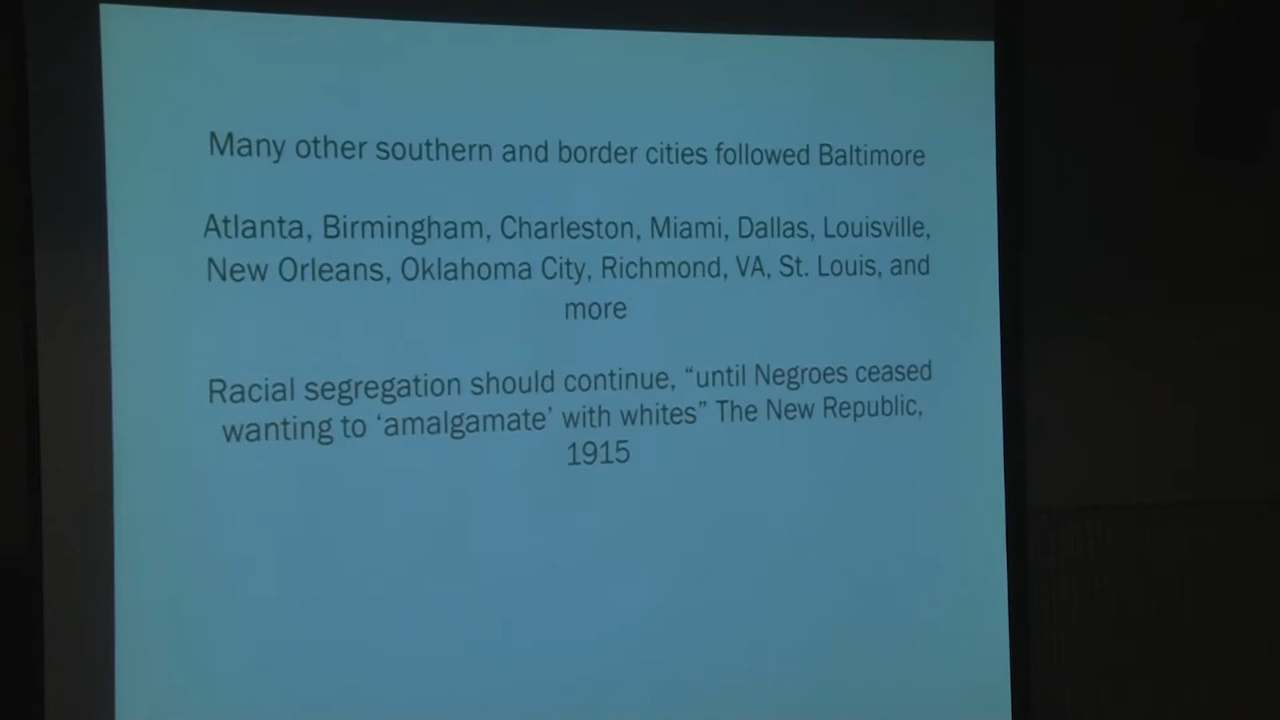 Many other southern and border cities followed Baltimore
Atlanta, Birmingham, Charleston, Miami, Dallas, Louisville,
New Orleans, Oklahoma City, Richmond, VA, St. Louis, and
more
Racial segregation should continue, “until Negroes ceased
wanting to ‘amalgamate’ with whites” The New Republic,
1915